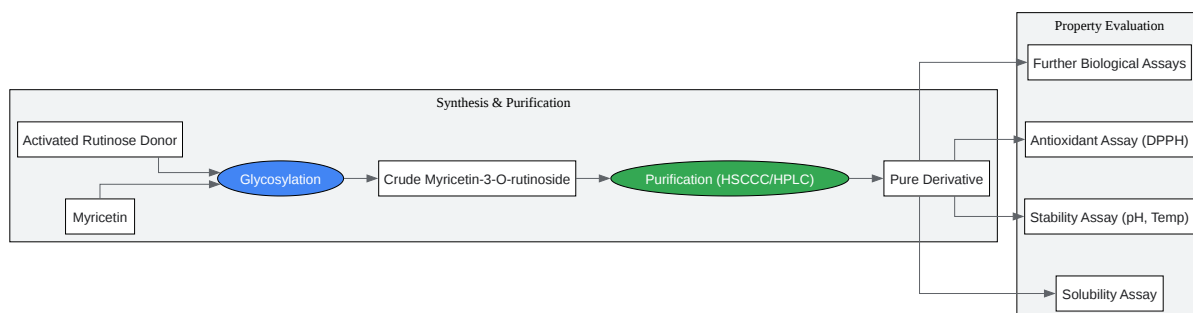 Property Evaluation
Further Biological Assays
Synthesis & Purification
Activated Rutinose Donor
Antioxidant Assay (DPPH)
Glycosylation
Crude Myricetin-3-O-rutinoside
Purification (HSCCC/HPLC)
Pure Derivative
Myricetin
Stability Assay (pH, Temp)
Solubility Assay